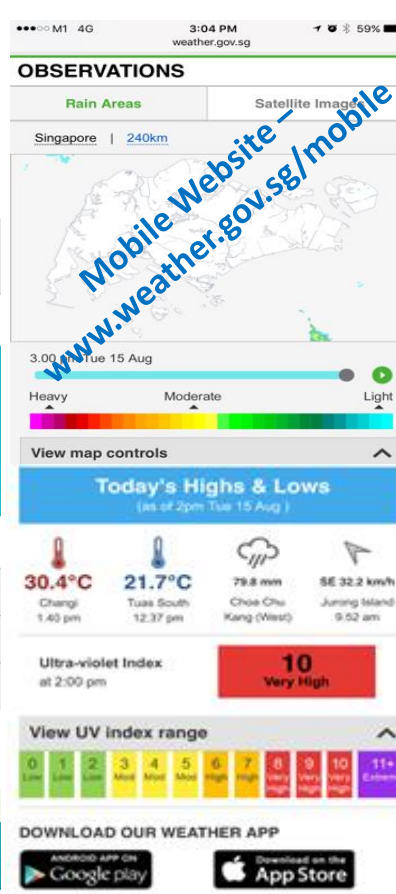 M1 4G 3:04 PM 59%
weather.gov.sg
OBSERVATIONS
Rain Areas Satellite Images
Singapore | 240km
Mobile Website –
www.weather.gov.sg/mobile
3.00 pm Tue 15 Aug
Heavy Moderate Light
View map controls
Today's Highs & Lows
(as of 2pm Tue 15 Aug )
30.4°C 21.7°C 79.8 mm SE 32.2 km/h
Changi Tuas South Choa Chu Jurong Island
1.40 pm 12.37 pm Kang (West) 9.52 am
Ultra-violet Index 10
at 2:00 pm Very High
View UV index range
0 1 2 3 4 5 6 7 8 9 10 11+
Low Low Low Mod Mod Mod High High Very High Very High Very High Extreme
DOWNLOAD OUR WEATHER APP
ANDROID APP ON Download on the
Google play App Store